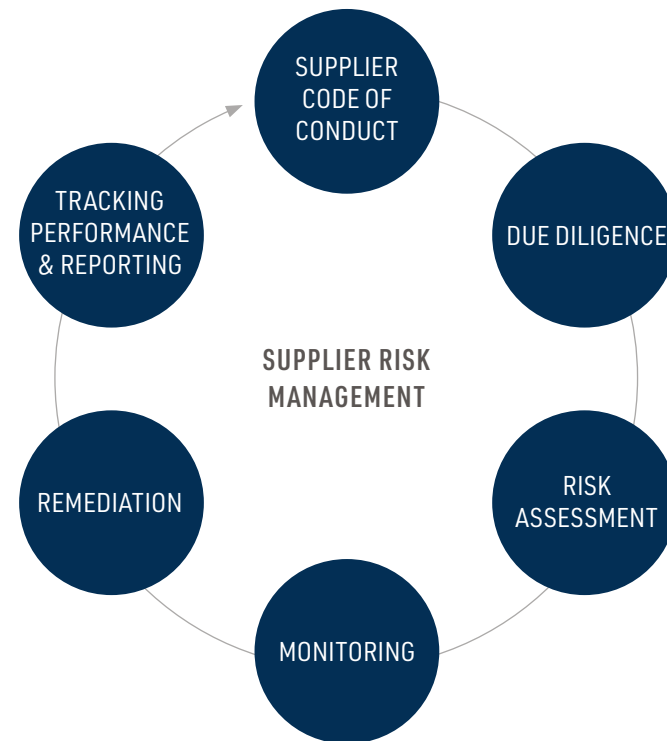 SUPPLIER
CODE OF
CONDUCT
DUE DILIGENCE
RISK
ASSESSMENT
MONITORING
REMEDIATION
TRACKING
PERFORMANCE
& REPORTING
SUPPLIER RISK
MANAGEMENT